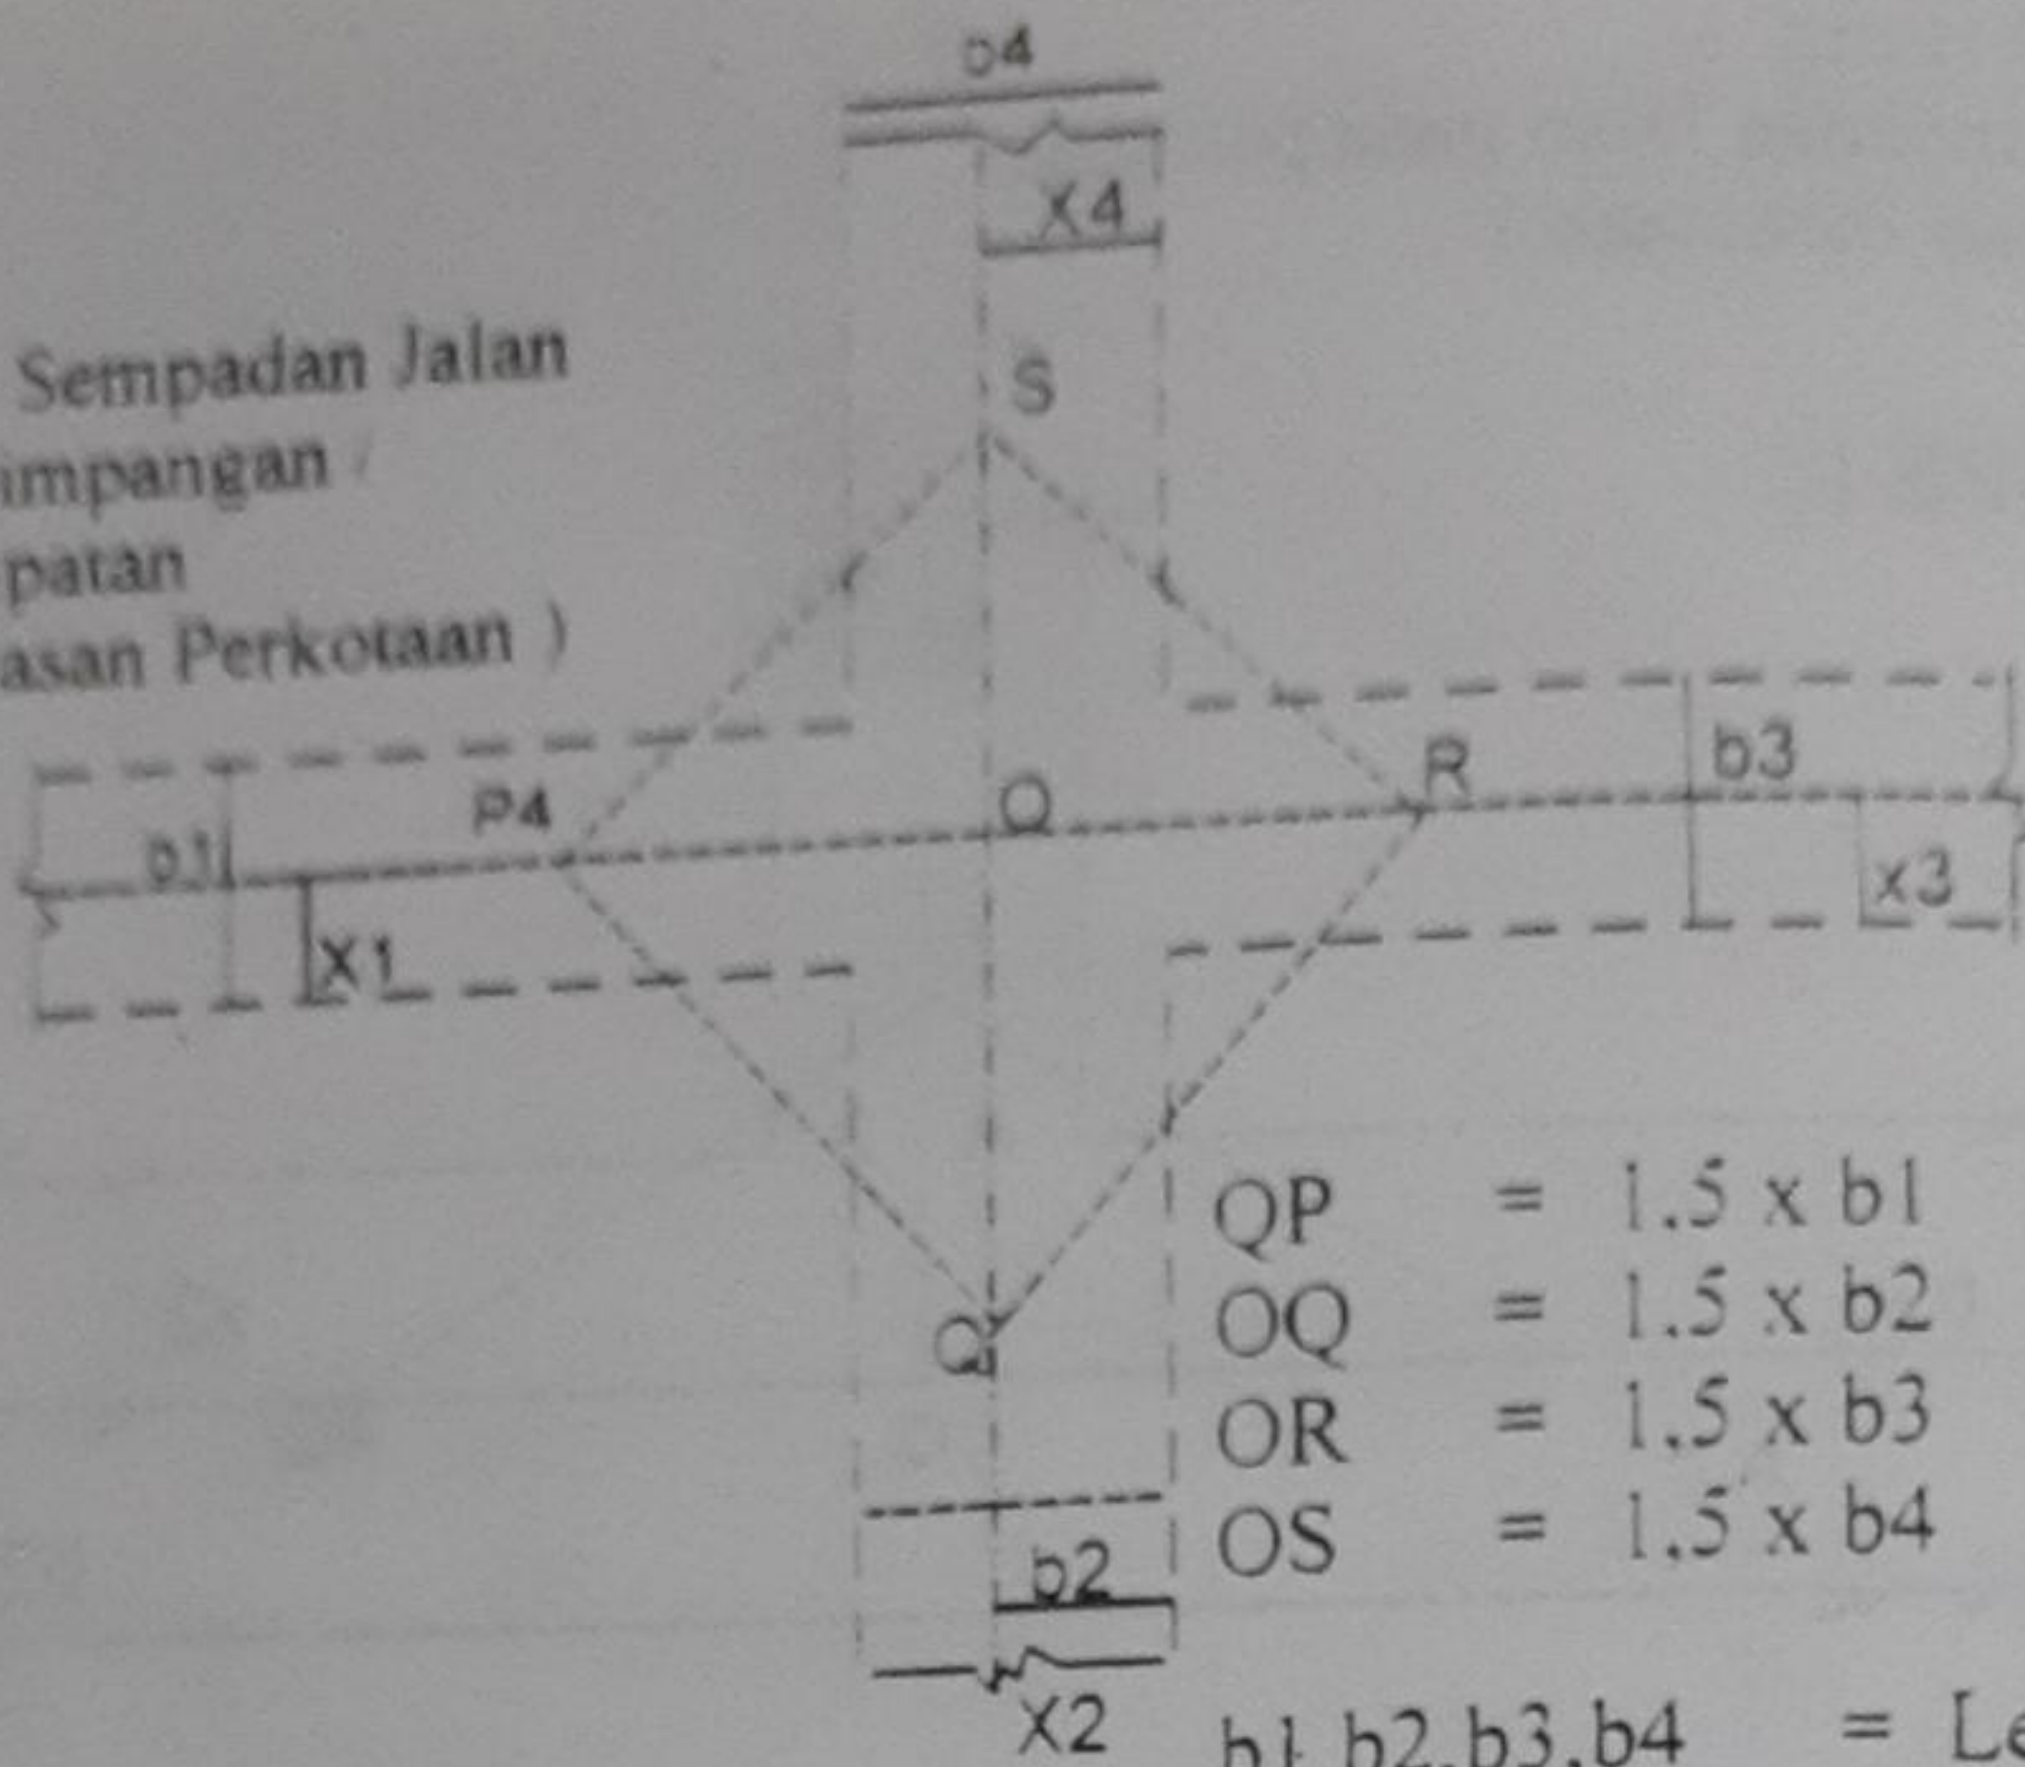 b4
X4
S
Sempadan Jalan
impangan
patan
asan Perkotaan )
P4
O
R
b3
b1
X1
x3
Q
QP = 1.5 x b1
OQ = 1.5 x b2
OR = 1.5 x b3
OS = 1.5 x b4
b2
X2
b1 b2.b3.b4 = Le